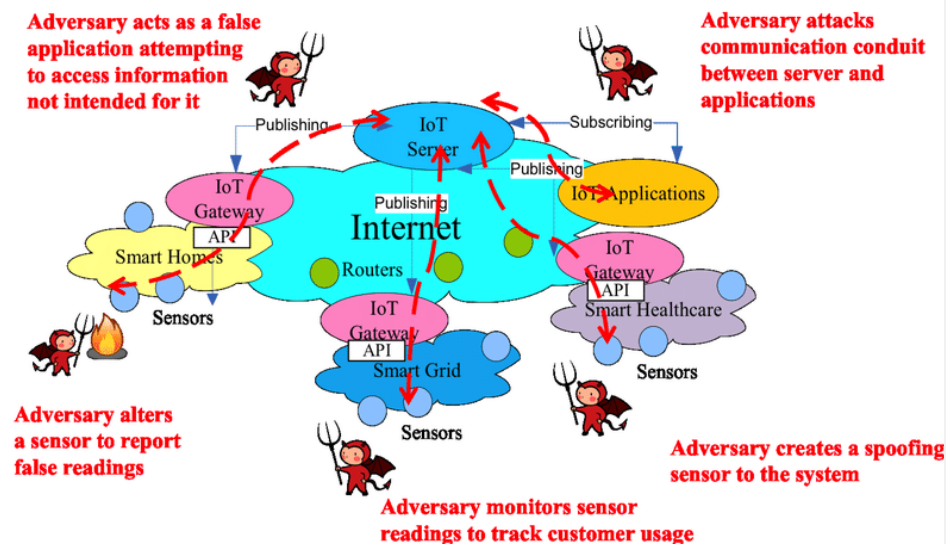 Adversary acts as a false
application attempting
to access information
not intended for it
Adversary attacks
communication conduit
between server and
applications
Publishing
IoT
Server
Subscribing
Publishing
IoT Applications
IoT
Gateway
API
Smart Homes
Sensors
Publishing
Internet
Routers
IoT
Gateway
API
Smart Healthcare
Sensors
IoT
Gateway
API
Smart Grid
Sensors
Adversary alters
a sensor to report
false readings
Adversary creates a spoofing
sensor to the system
Adversary monitors sensor
readings to track customer usage